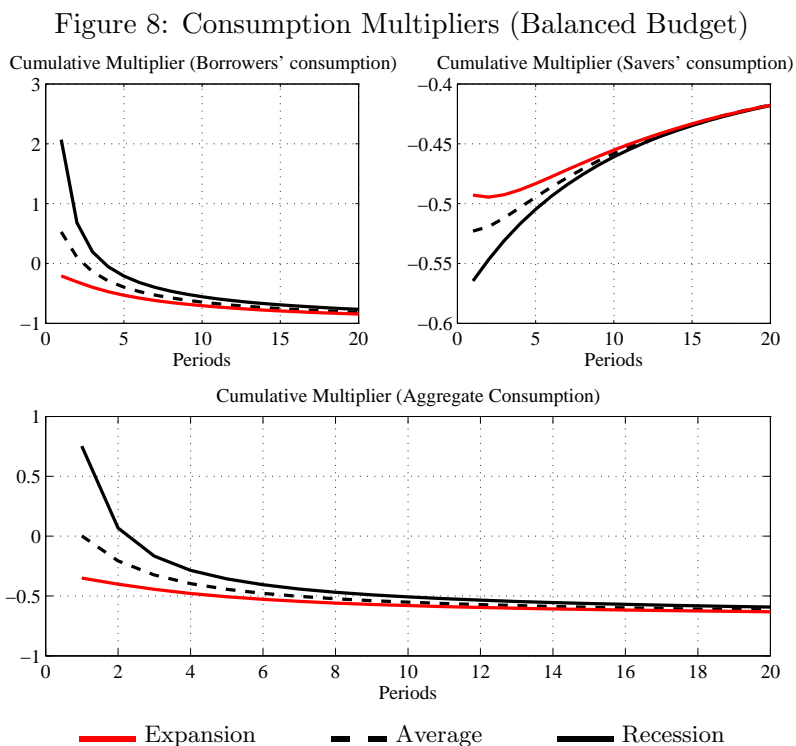 Figure 8: Consumption Multipliers (Balanced Budget)
Cumulative Multiplier (Borrowers' consumption)
3
2
1
0
−1
0 5 10 15 20
Periods
Cumulative Multiplier (Savers' consumption)
−0.4
−0.45
−0.5
−0.55
−0.6
0 5 10 15 20
Periods
Cumulative Multiplier (Aggregate Consumption)
1
0.5
0
−0.5
−1
0 2 4 6 8 10 12 14 16 18 20
Periods
Expansion Average Recession